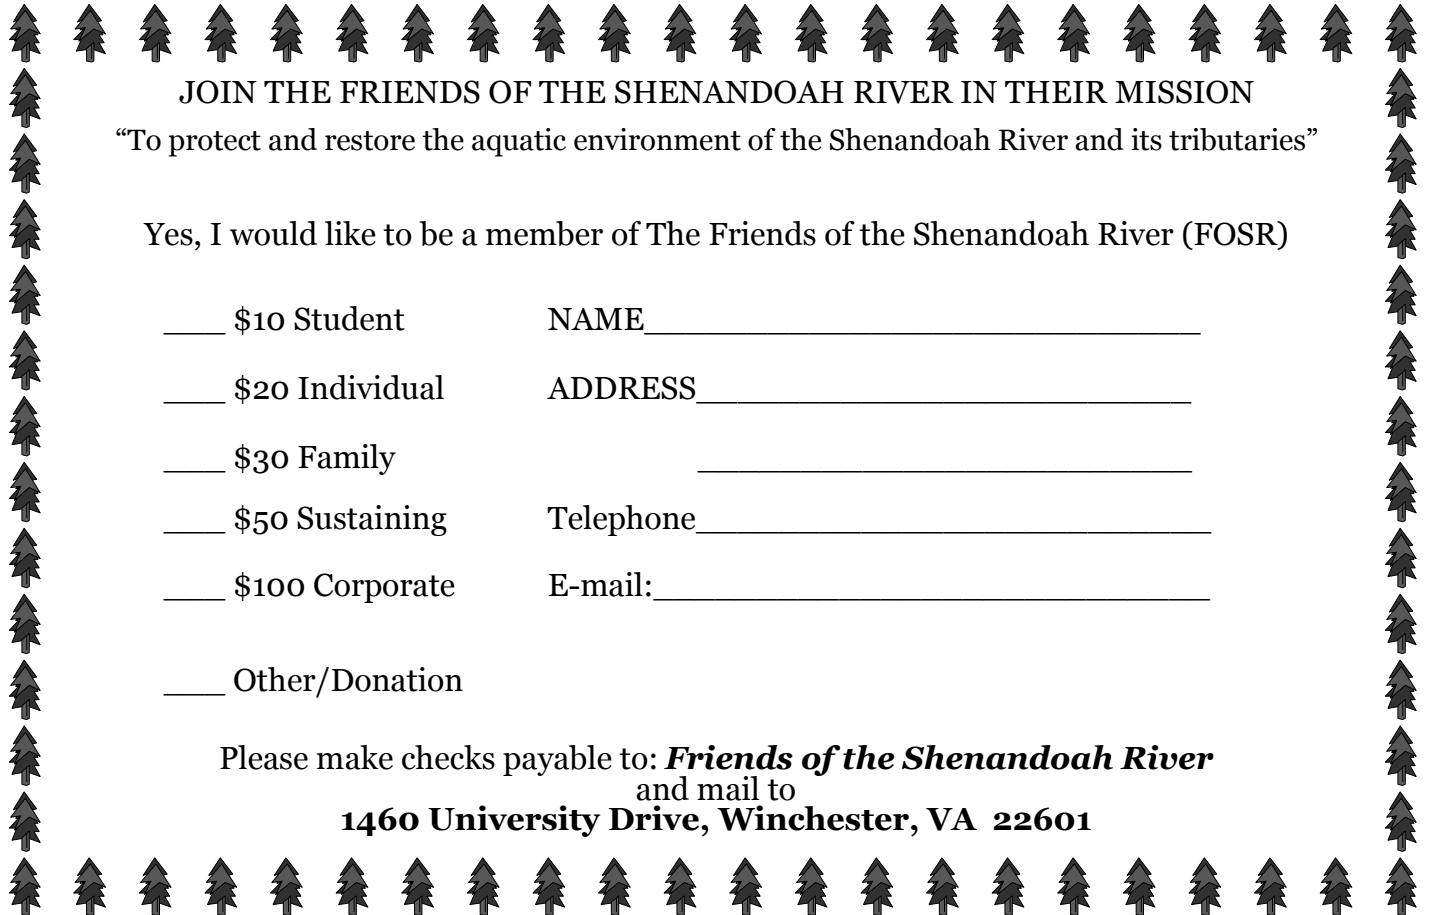 JOIN THE FRIENDS OF THE SHENANDOAH RIVER IN THEIR MISSION
“To protect and restore the aquatic environment of the Shenandoah River and its tributaries”
Yes, I would like to be a member of The Friends of the Shenandoah River (FOSR)
___ $10 Student NAME___________________________
___ $20 Individual ADDRESS________________________
___ $30 Family ________________________
___ $50 Sustaining Telephone_________________________
___ $100 Corporate E-mail:___________________________
___ Other/Donation
Please make checks payable to: Friends of the Shenandoah River
and mail to
1460 University Drive, Winchester, VA  22601